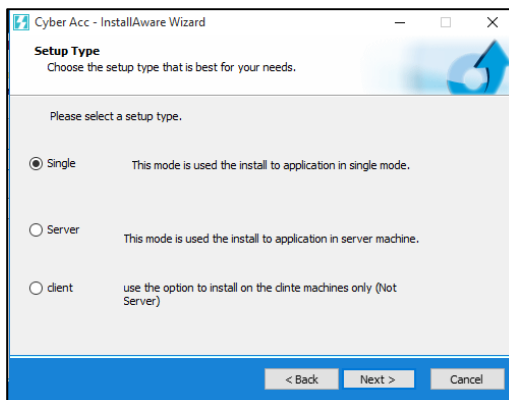 Cyber Acc - InstallAware Wizard
Setup Type
Choose the setup type that is best for your needs.
Please select a setup type.
Single This mode is used the install to application in single mode.
Server This mode is used the install to application in server machine.
client use the option to install on the clinte machines only (Not
Server)
< Back Next > Cancel